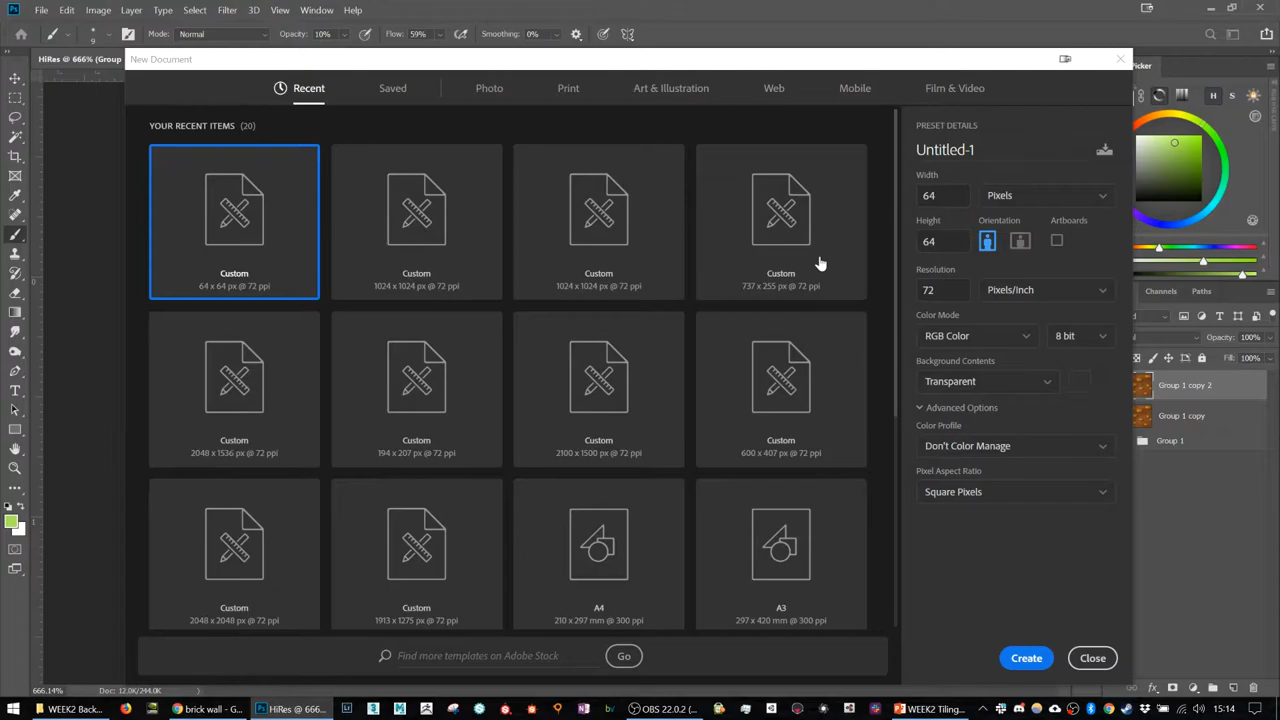 Ps File Edit Image Layer Type Select Filter 3D View Window Help
9 Mode: Normal Opacity: 10% Flow: 59% Smoothing: 0%
HiRes @ 666% (Group
New Document
Picker
Recent Saved Photo Print Art & Illustration Web Mobile Film & Video
H S
YOUR RECENT ITEMS (20)
Custom
64 x 64 px @ 72 ppi
Custom
1024 x 1024 px @ 72 ppi
Custom
1024 x 1024 px @ 72 ppi
Custom
737 x 255 px @ 72 ppi
Custom
2048 x 1536 px @ 72 ppi
Custom
194 x 207 px @ 72 ppi
Custom
2100 x 1500 px @ 72 ppi
Custom
600 x 407 px @ 72 ppi
Custom
2048 x 2048 px @ 72 ppi
Custom
1913 x 1275 px @ 72 ppi
A4
210 x 297 mm @ 300 ppi
A3
297 x 420 mm @ 300 ppi
Find more templates on Adobe Stock Go
PRESET DETAILS
Untitled-1
Width
64 Pixels
Height Orientation Artboards
64
Resolution
72 Pixels/Inch
Color Mode
RGB Color 8 bit
Background Contents
Transparent
Advanced Options
Color Profile
Don't Color Manage
Pixel Aspect Ratio
Square Pixels
Create Close
Channels Paths
Opacity: 100%
Fill: 100%
Group 1 copy 2
Group 1 copy
Group 1
666.14% Doc: 12.0K/244.0K
WEEK2 Back... brick wall - Googl... HiRes @ 666... OBS 22.0.2 (... WEEK2 Tiling... 15:14